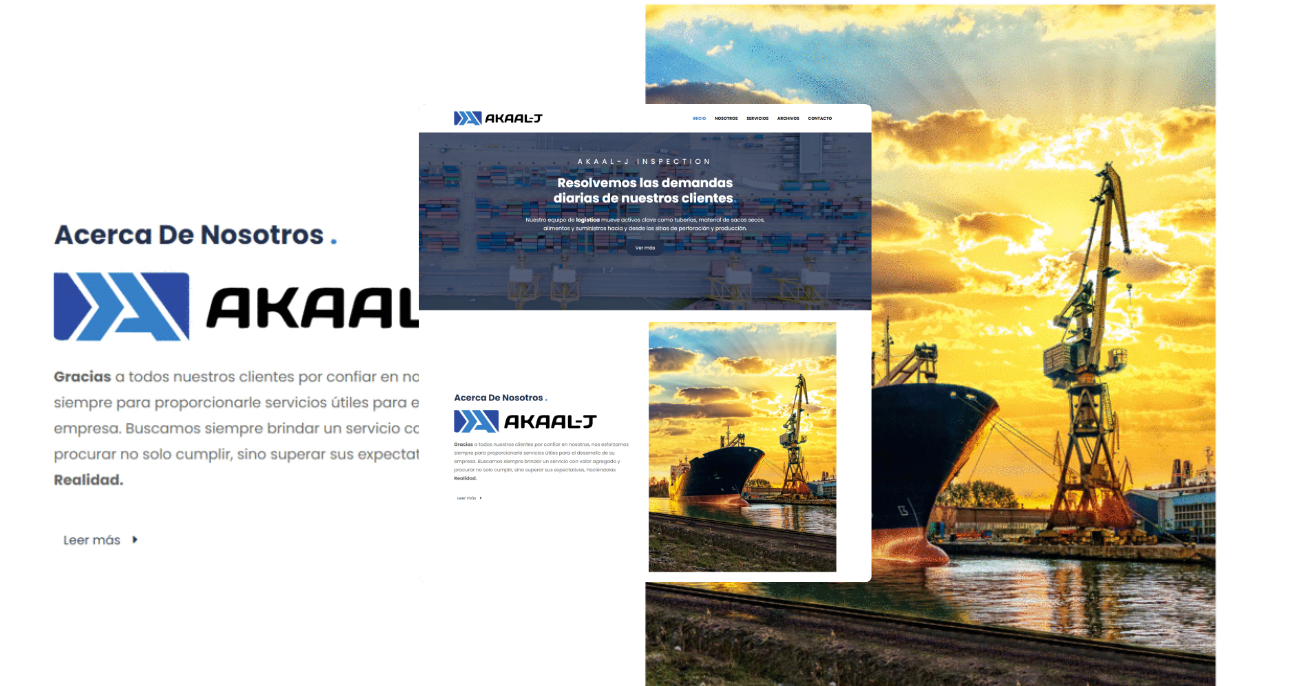 Acerca De Nosotros .
AKAAL
Gracias a todos nuestros clientes por confiar en no
siempre para proporcionarle servicios útiles para e
empresa. Buscamos siempre brindar un servicio co
procurar no solo cumplir, sino superar sus expectat
Realidad.
Leer más
AKAAL-J
INICIO NOSOTROS SERVICIOS ARCHIVOS CONTACTO
AKAAL-J INSPECTION
Resolvemos las demandas
diarias de nuestros clientes
Nuestro equipo de logística mueve activos clave como tuberías, material de sacos secos,
alimentos y suministros hacia y desde los sitios de perforación y producción.
Ver más
Acerca De Nosotros .
AKAAL-J
Gracias a todos nuestros clientes por confiar en nosotros, nos esforzamos
siempre para proporcionarle servicios útiles para el desarrollo de su
empresa. Buscamos siempre brindar un servicio con valor agregado y
procurar no solo cumplir, sino superar sus expectativas, haciéndolas
Realidad.
Leer más